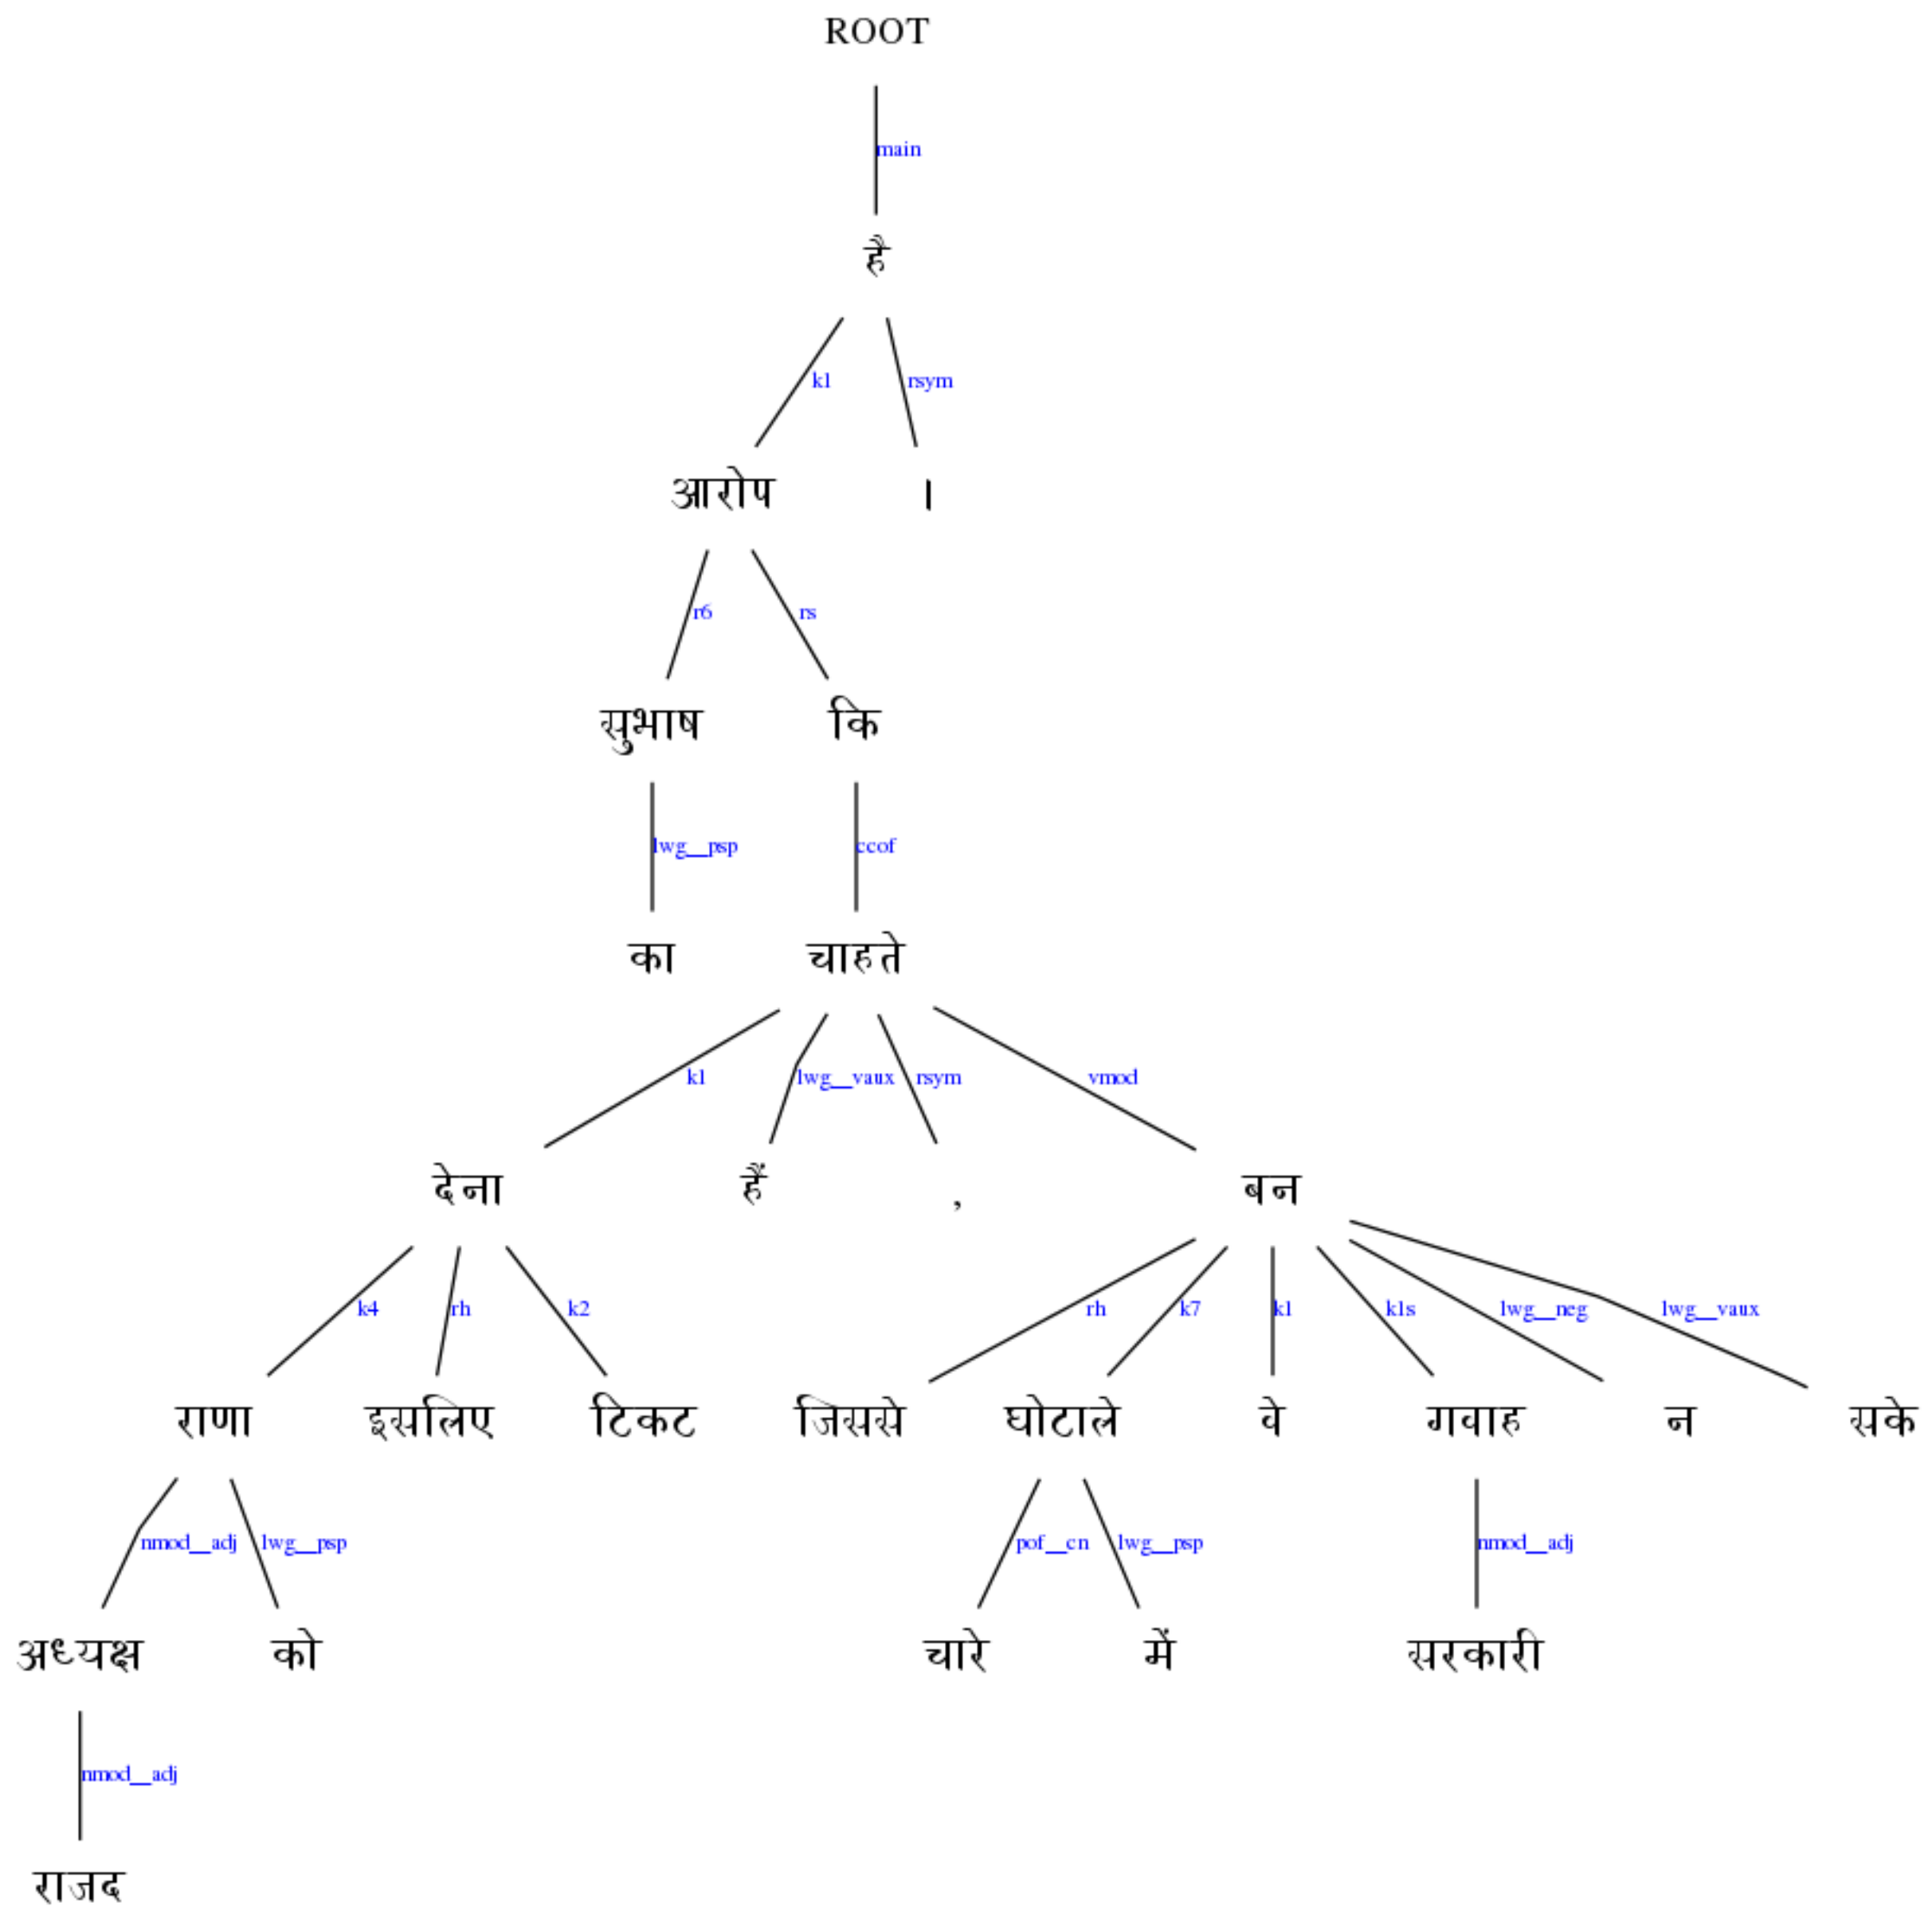 ROOT
main
है
k1 rsym
आरोप ।
r6 rs
सुभाष कि
lwg__psp ccof
का चाहते
k1 lwg__vaux rsym vmod
देना हैं , बन
k4 rh k2 rh k7 k1 k1s lwg__neg lwg__vaux
राणा इसलिए टिकट जिससे घोटाले वे गवाह न सके
nmod__adj lwg__psp pof__cn lwg__psp nmod__adj
अध्यक्ष को चारे में सरकारी
nmod__adj
राजद